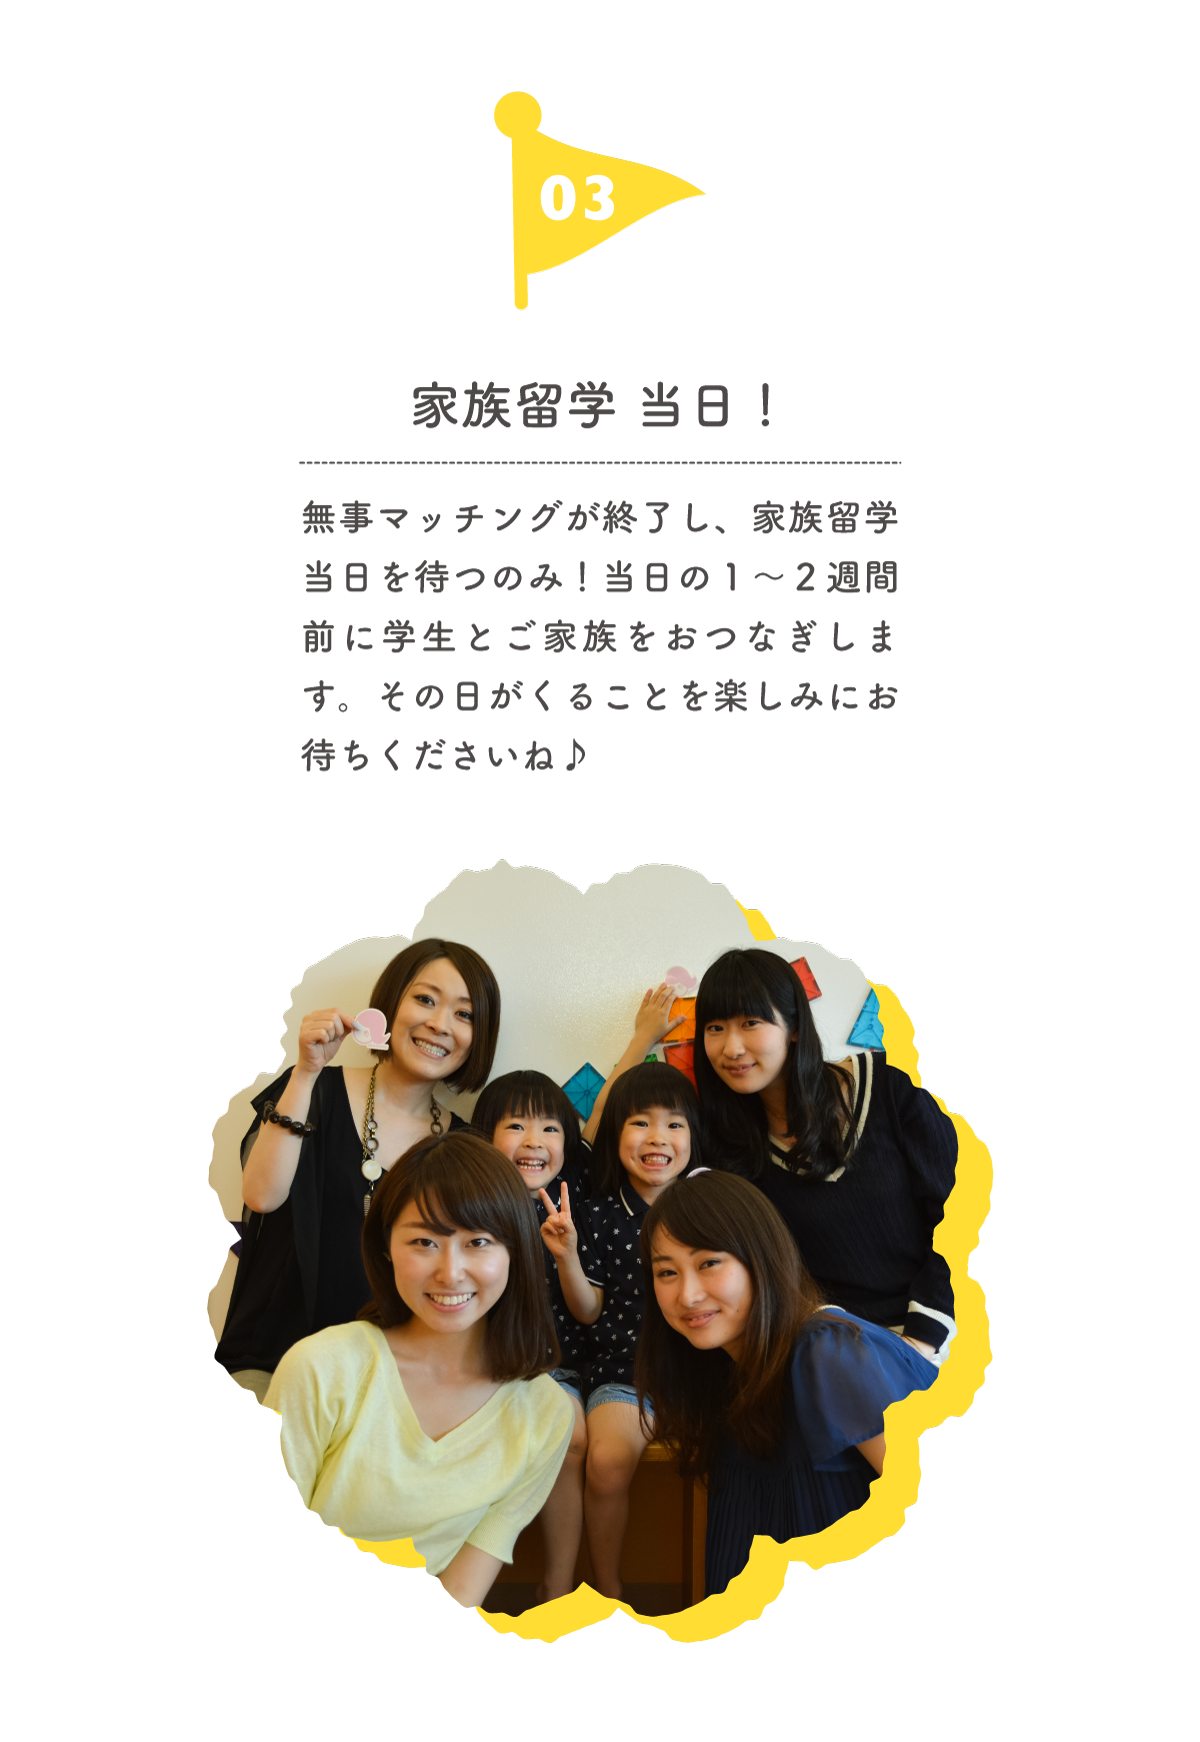 03
家族留学 当日！
無事マッチングが終了し、家族留学
当日を待つのみ！当日の１～２週間
前に学生とご家族をおつなぎしま
す。その日がくることを楽しみにお
待ちくださいね♪